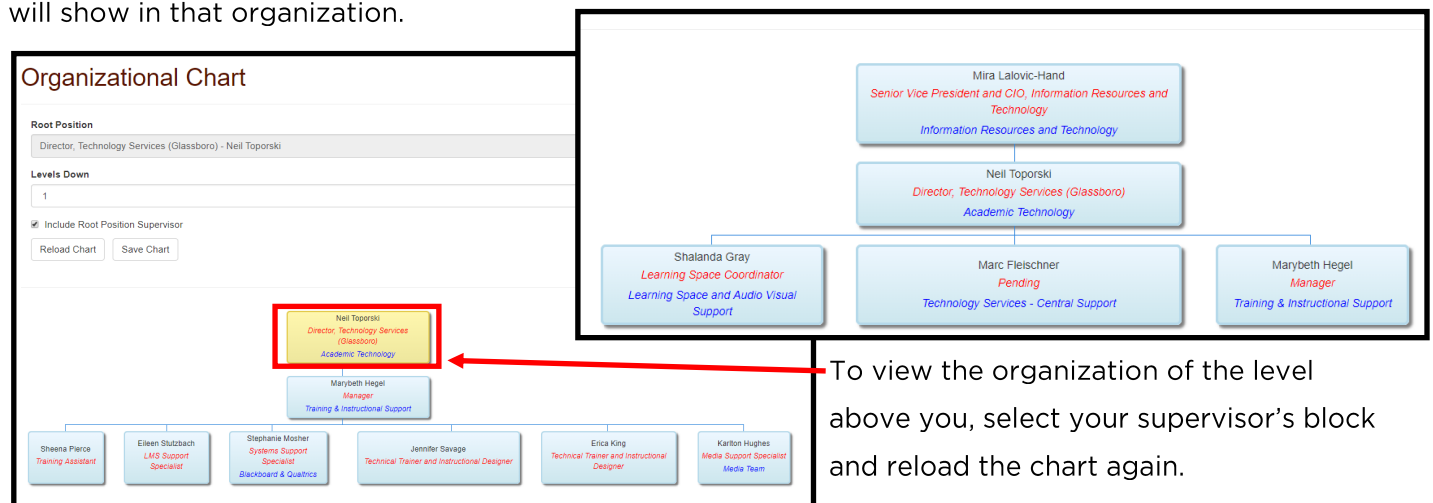 will show in that organization.
Organizational Chart
Root Position
Director, Technology Services (Glassboro) - Neil Toporski
Levels Down
1
Include Root Position Supervisor
Reload Chart
Save Chart
Neil Toporski
Director, Technology Services
(Glassboro)
Academic Technology
Marybeth Hegel
Manager
Training & Instructional Support
Sheena Pierce
Training Assistant
Eileen Stutzbach
LMS Support
Specialist
Stephanie Mosher
Systems Support
Specialist
Blackboard & Qualtrics
Jennifer Savage
Technical Trainer and Instructional Designer
Erica King
Technical Trainer and Instructional
Designer
Karlton Hughes
Media Support Specialist
Media Team
Mira Lalovic-Hand
Senior Vice President and CIO, Information Resources and
Technology
Information Resources and Technology
Neil Toporski
Director, Technology Services (Glassboro)
Academic Technology
Shalanda Gray
Learning Space Coordinator
Learning Space and Audio Visual
Support
Marc Fleischner
Pending
Technology Services - Central Support
Marybeth Hegel
Manager
Training & Instructional Support
To view the organization of the level
above you, select your supervisor’s block
and reload the chart again.